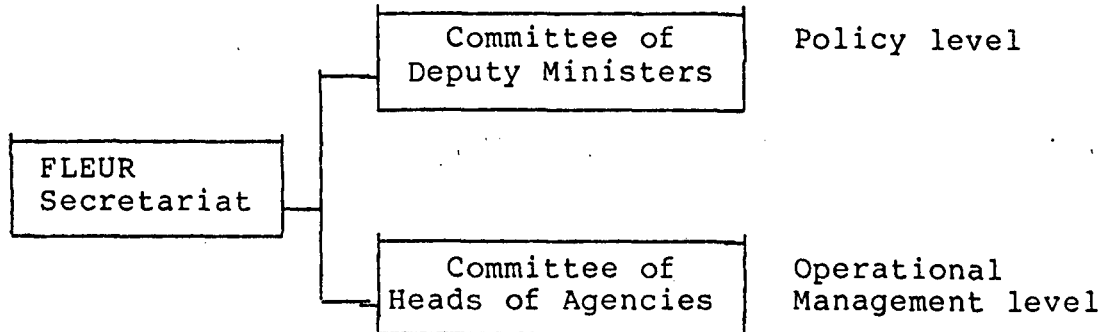 Committee of
Deputy Ministers
Policy level
FLEUR
Secretariat
Committee of
Heads of Agencies
Operational
Management level